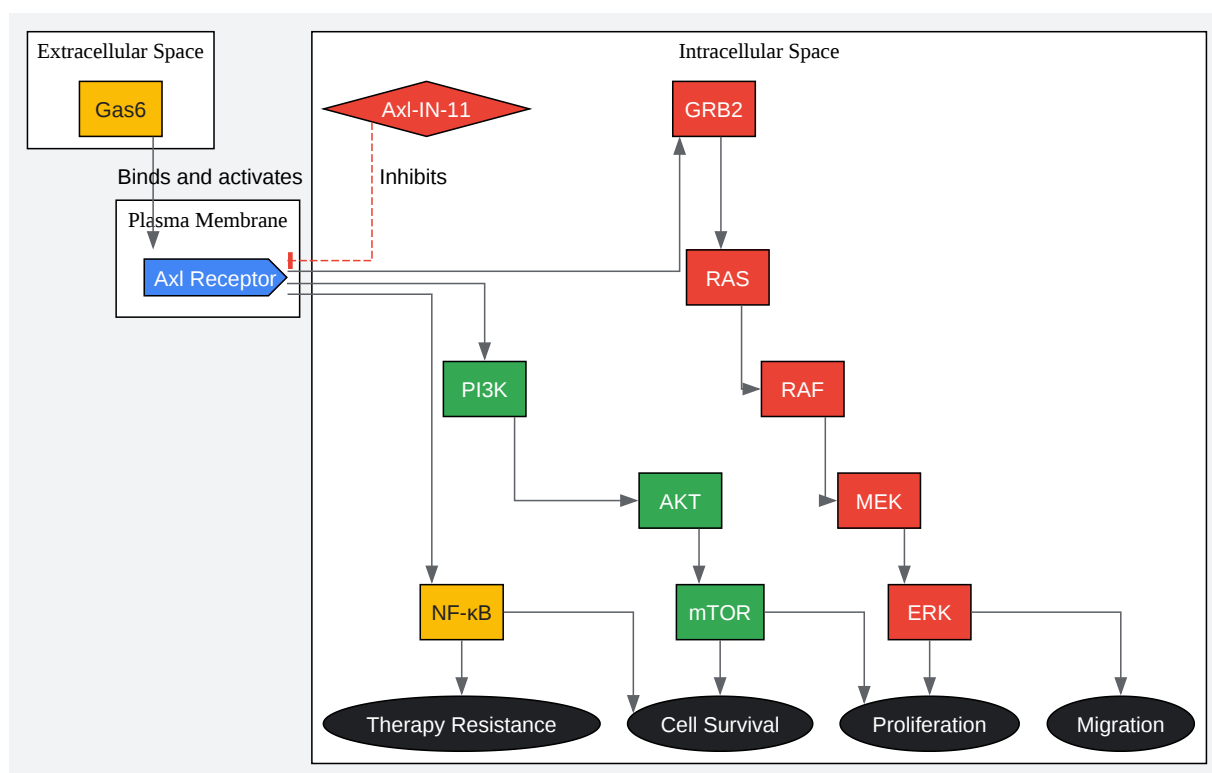 Extracellular Space
Intracellular Space
Gas6
Axl-IN-11
GRB2
Binds and activates
Inhibits
Plasma Membrane
Axl Receptor
RAS
PI3K
RAF
AKT
MEK
NF-κB
mTOR
ERK
Therapy Resistance
Cell Survival
Proliferation
Migration